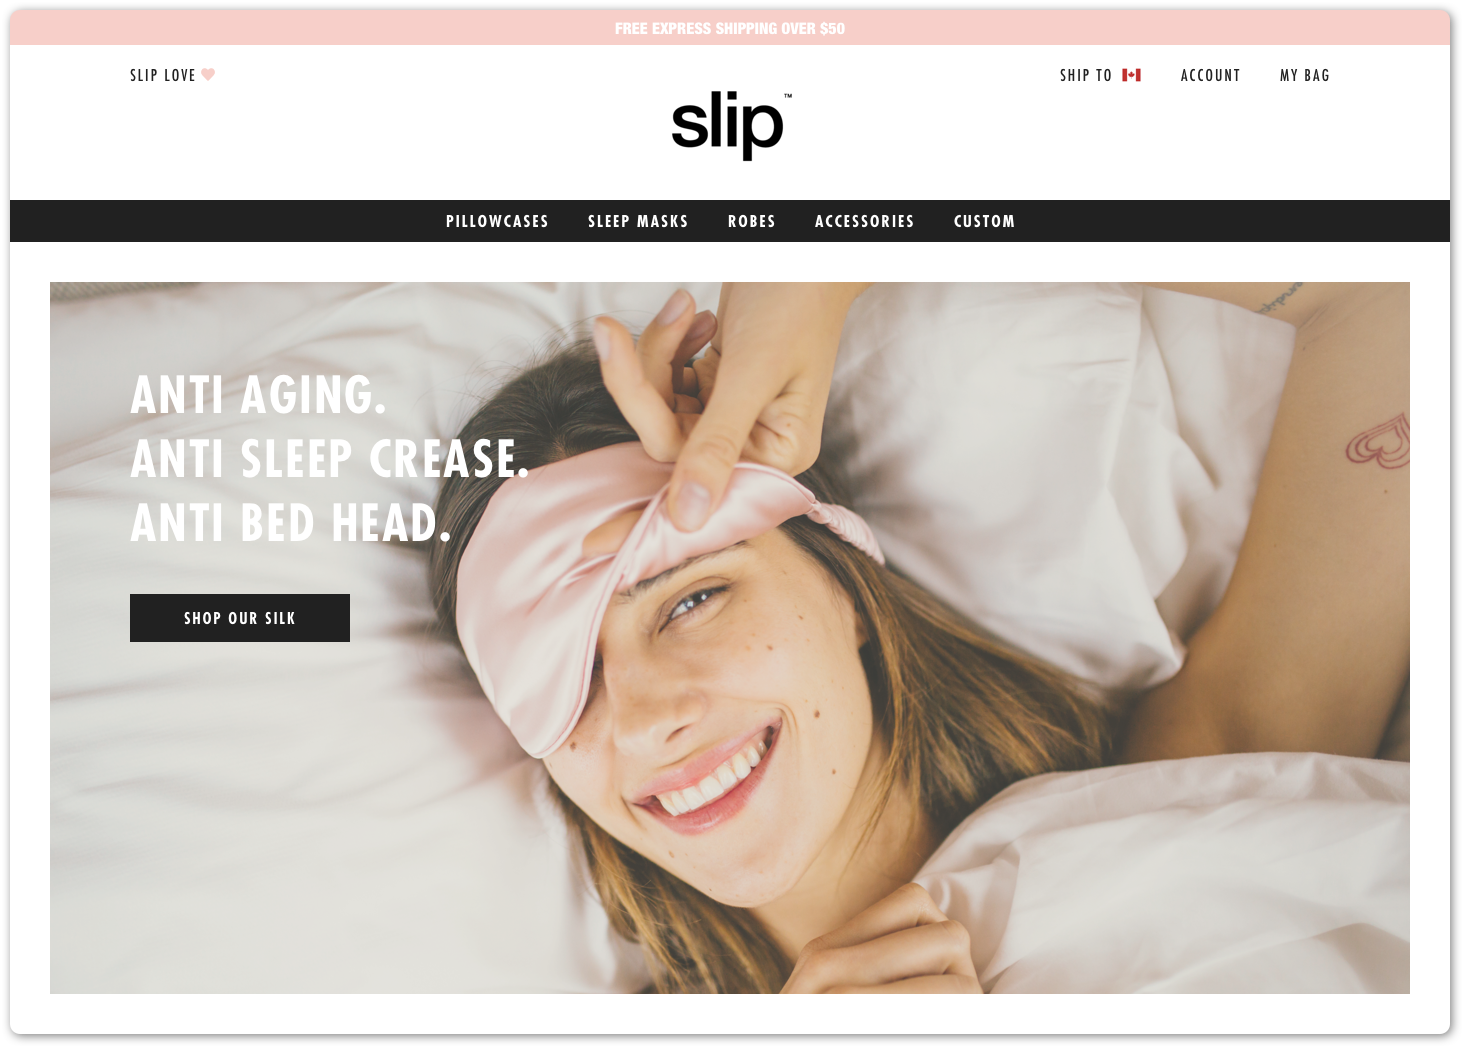 FREE EXPRESS SHIPPING OVER $50
SLIP LOVE
SHIP TO
ACCOUNT
MY BAG
slip™
PILLOWCASES
SLEEP MASKS
ROBES
ACCESSORIES
CUSTOM
ANTI AGING.
ANTI SLEEP CREASE.
ANTI BED HEAD.
SHOP OUR SILK